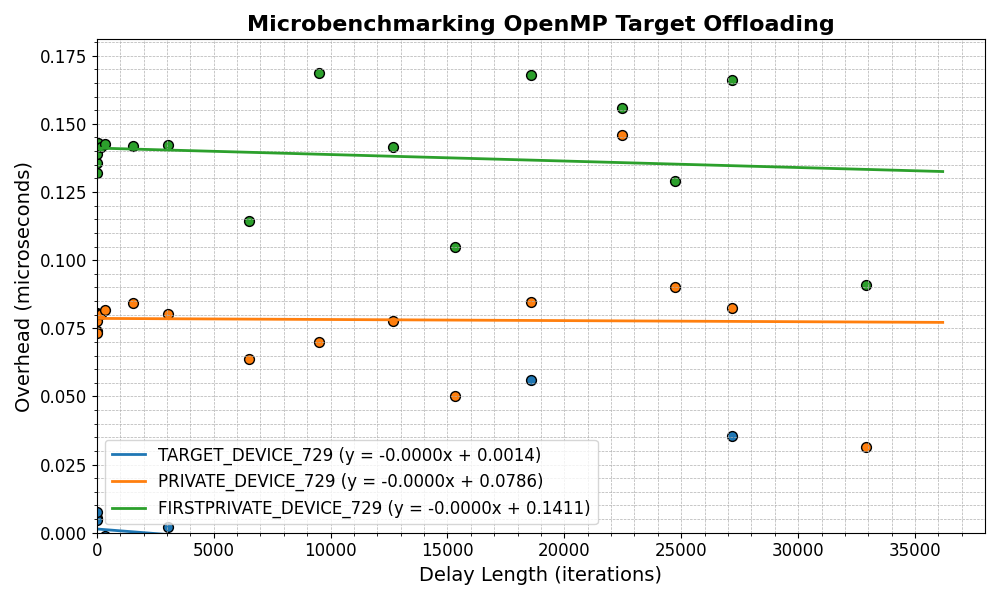 Microbenchmarking OpenMP Target Offloading
Overhead (microseconds)
0.175
0.150
0.125
0.100
0.075
0.050
0.025
0.000
TARGET_DEVICE_729 (y = -0.0000x + 0.0014)
PRIVATE_DEVICE_729 (y = -0.0000x + 0.0786)
FIRSTPRIVATE_DEVICE_729 (y = -0.0000x + 0.1411)
0 5000 10000 15000 20000 25000 30000 35000
Delay Length (iterations)